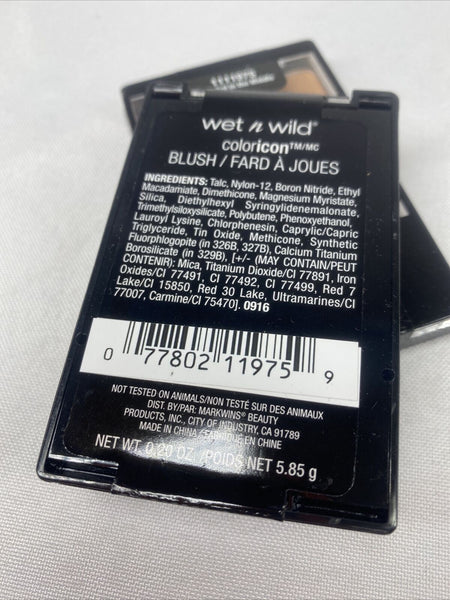 1111973
wet n wild®
coloricon™/MC
BLUSH / FARD À JOUES
INGREDIENTS: Talc, Nylon-12, Boron Nitride, Ethyl
Macadamiate, Dimethicone, Magnesium Myristate,
Silica, Diethylhexyl Syringylidenemalonate,
Trimethylsiloxysilicate, Polybutene, Phenoxyethanol,
Lauroyl Lysine, Chlorphenesin, Caprylic/Capric
Triglyceride, Tin Oxide, Methicone, Synthetic
Fluorphlogopite (in 326B, 327B), Calcium Titanium
Borosilicate (in 329B), [+/- (MAY CONTAIN/PEUT
CONTENIR): Mica, Titanium Dioxide/CI 77891, Iron
Oxides/CI 77491, CI 77492, CI 77499, Red 7
Lake/CI 15850, Red 30 Lake, Ultramarines/CI
77007, Carmine/CI 75470]. 0916
0 77802 11975 9
NOT TESTED ON ANIMALS/NON TESTÉ SUR DES ANIMAUX
DIST. BY/PAR: MARKWINS BEAUTY
PRODUCTS, INC., CITY OF INDUSTRY, CA 91789
MADE IN CHINA / FABRIQUÉ EN CHINE
NET WT. 0.20 OZ. / POIDS NET 5.85 g